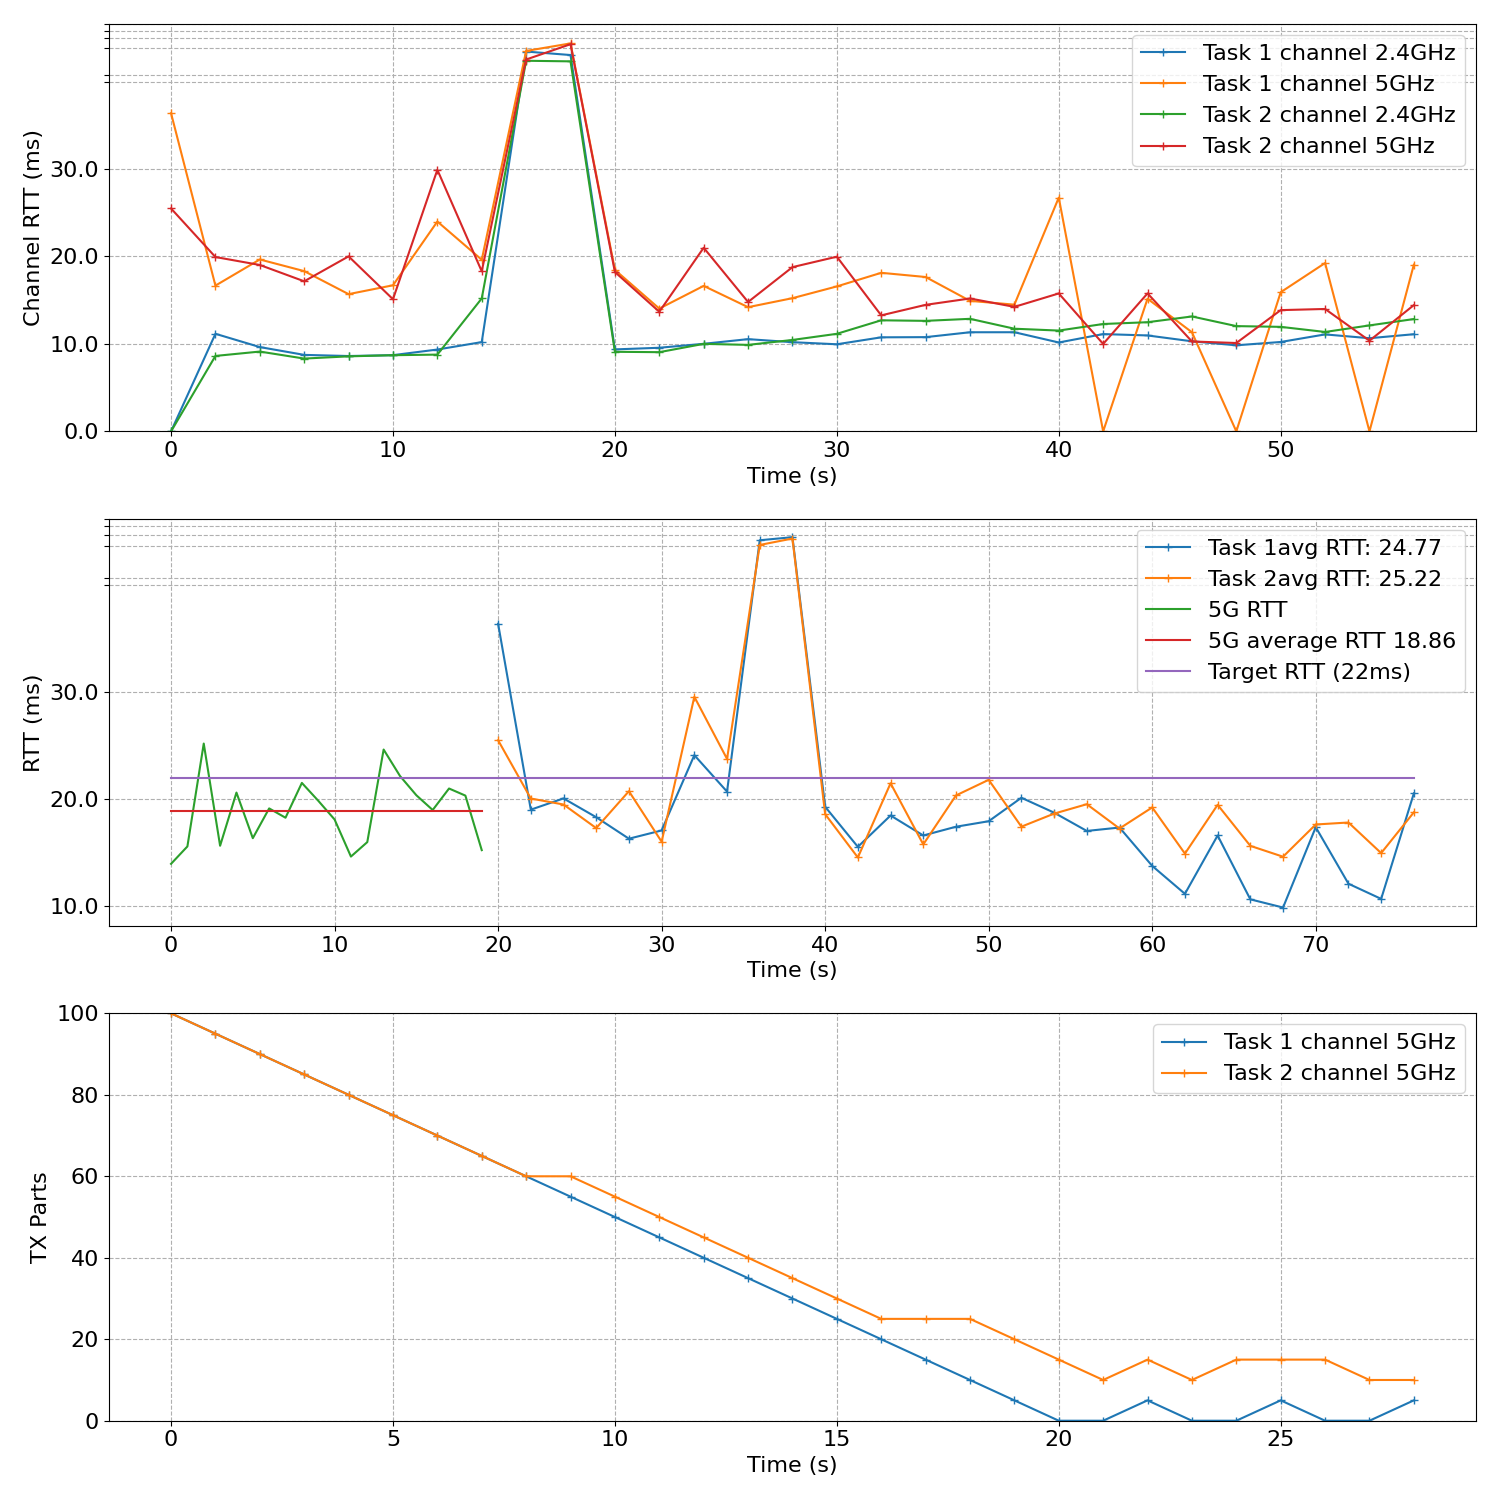 Task 1 channel 2.4GHz
Task 1 channel 5GHz
Task 2 channel 2.4GHz
Task 2 channel 5GHz
Channel RTT (ms)
30.0
20.0
10.0
0.0
0 10 20 30 40 50
Time (s)
Task 1avg RTT: 24.77
Task 2avg RTT: 25.22
5G RTT
5G average RTT 18.86
Target RTT (22ms)
RTT (ms)
30.0
20.0
10.0
0 10 20 30 40 50 60 70
Time (s)
Task 1 channel 5GHz
Task 2 channel 5GHz
TX Parts
100
80
60
40
20
0
0 5 10 15 20 25
Time (s)